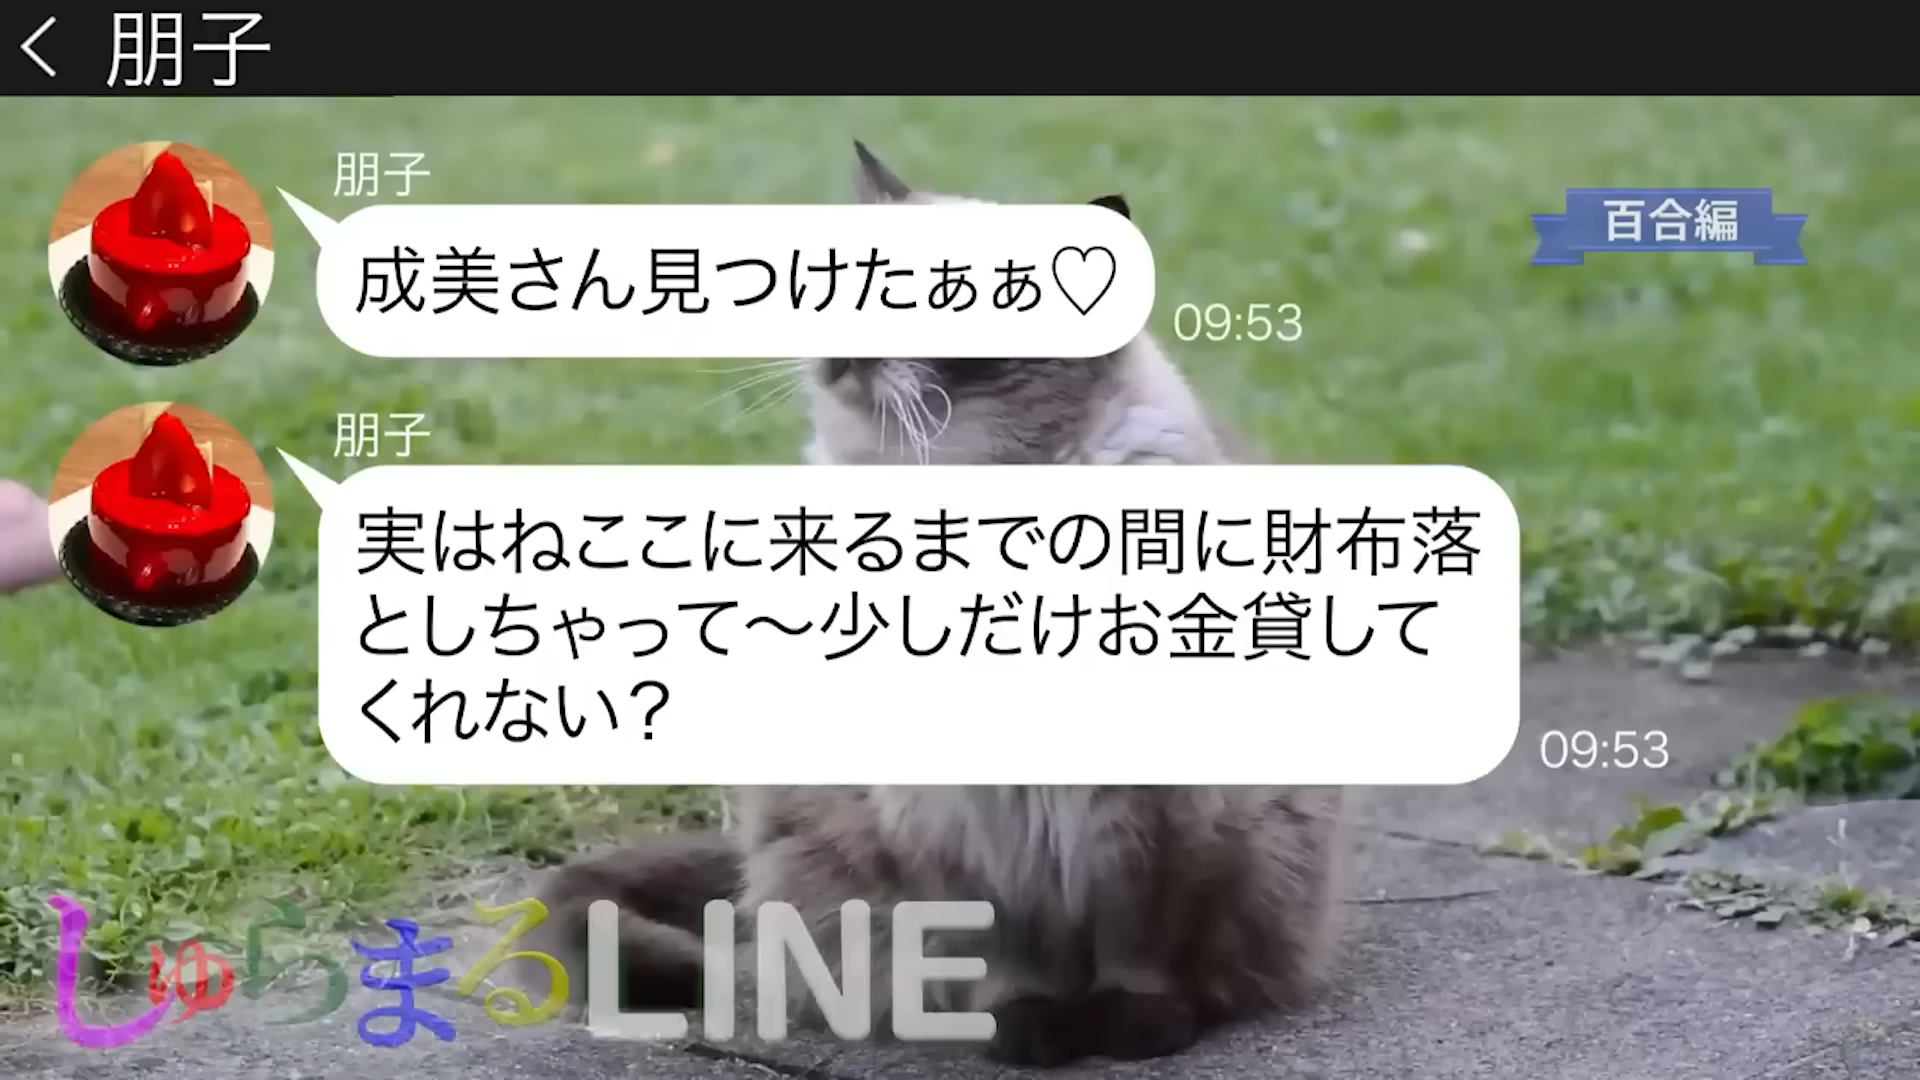 朋子
朋子
成美さん見つけたぁぁ♡
09:53
百合編
朋子
実はねここに来るまでの間に財布落
としちゃって〜少しだけお金貸して
くれない？
09:53
しゅらまるLINE